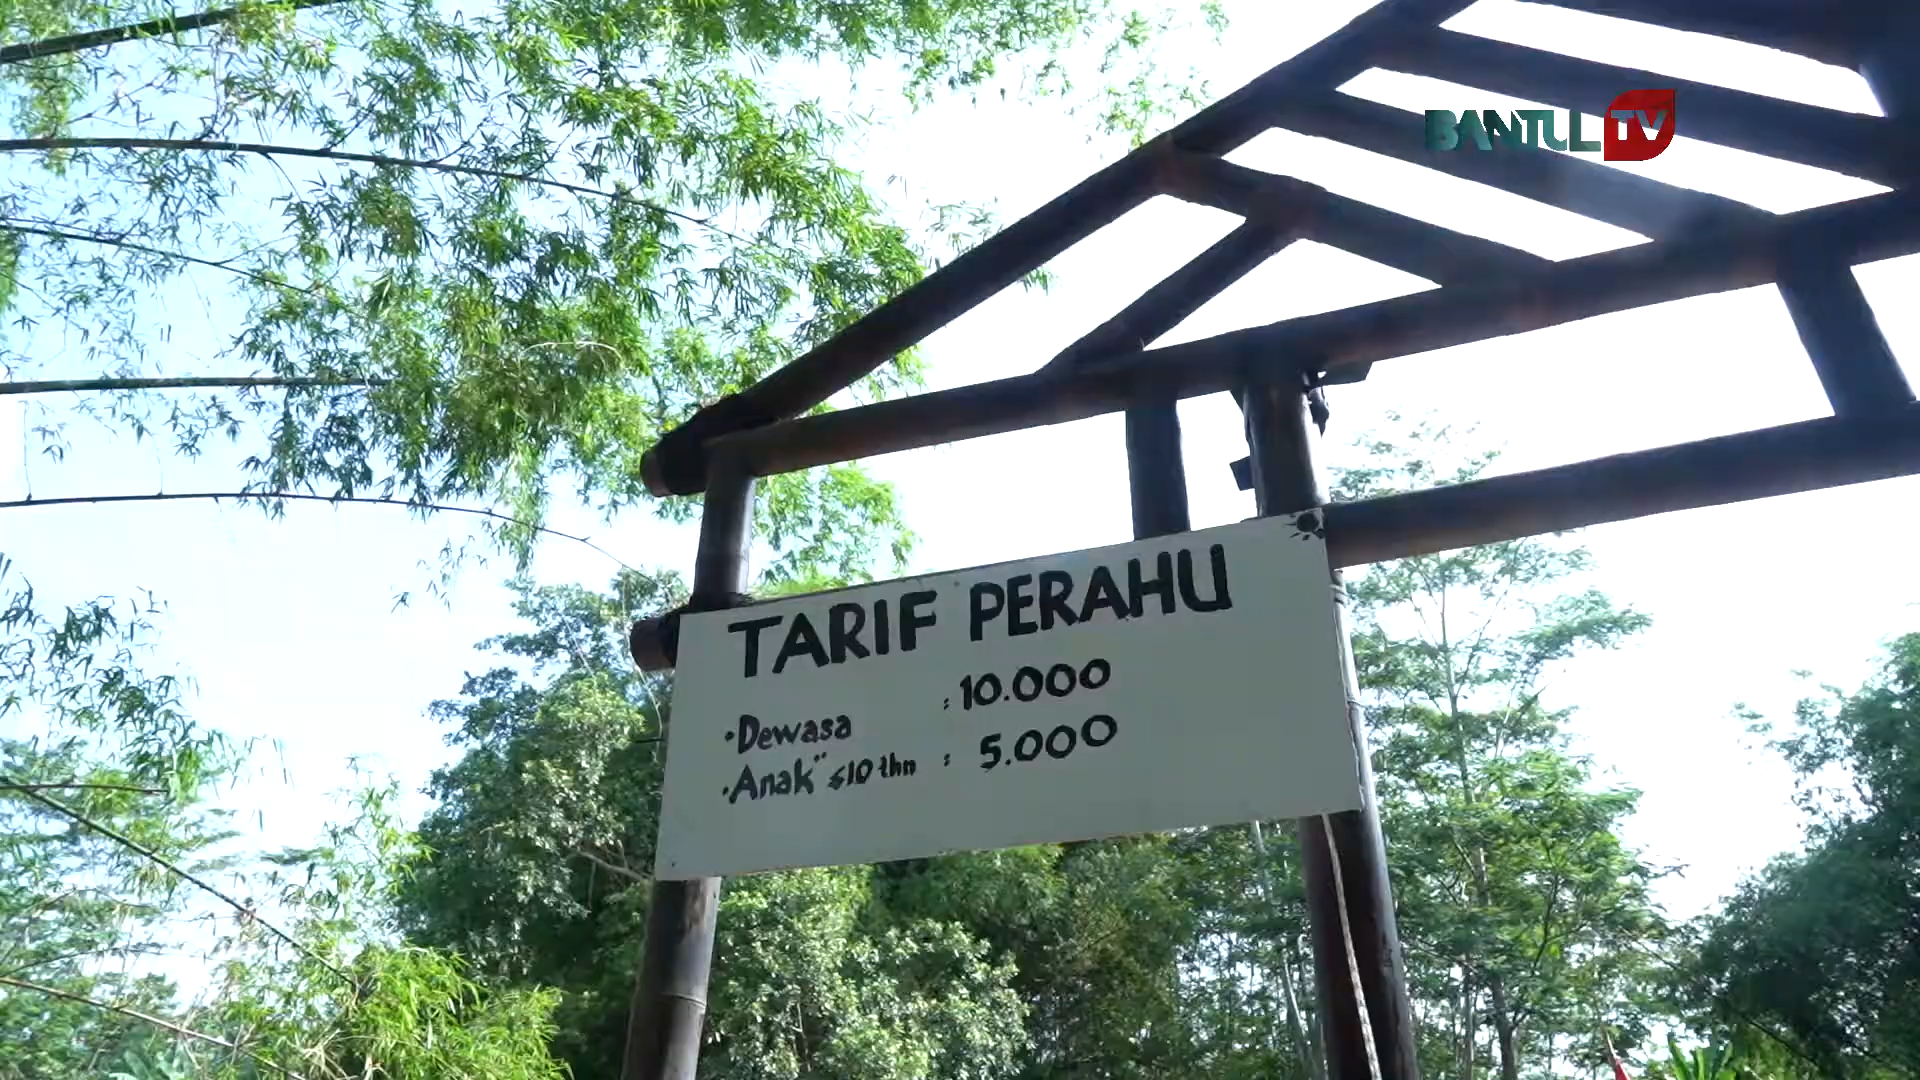 BANTUL TV
TARIF PERAHU
•Dewasa : 10.000
•Anak" ≤10 thn : 5.000